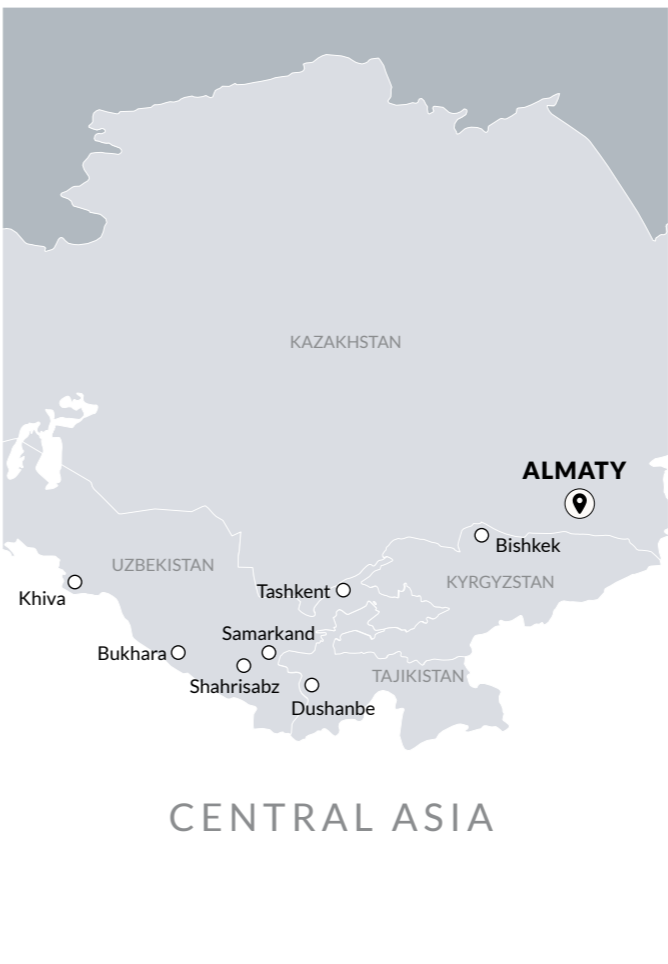 KAZAKHSTAN
ALMATY
Bishkek
UZBEKISTAN
KYRGYZSTAN
Khiva
Tashkent
Samarkand
Bukhara
TAJIKISTAN
Shahrisabz
Dushanbe
CENTRAL ASIA